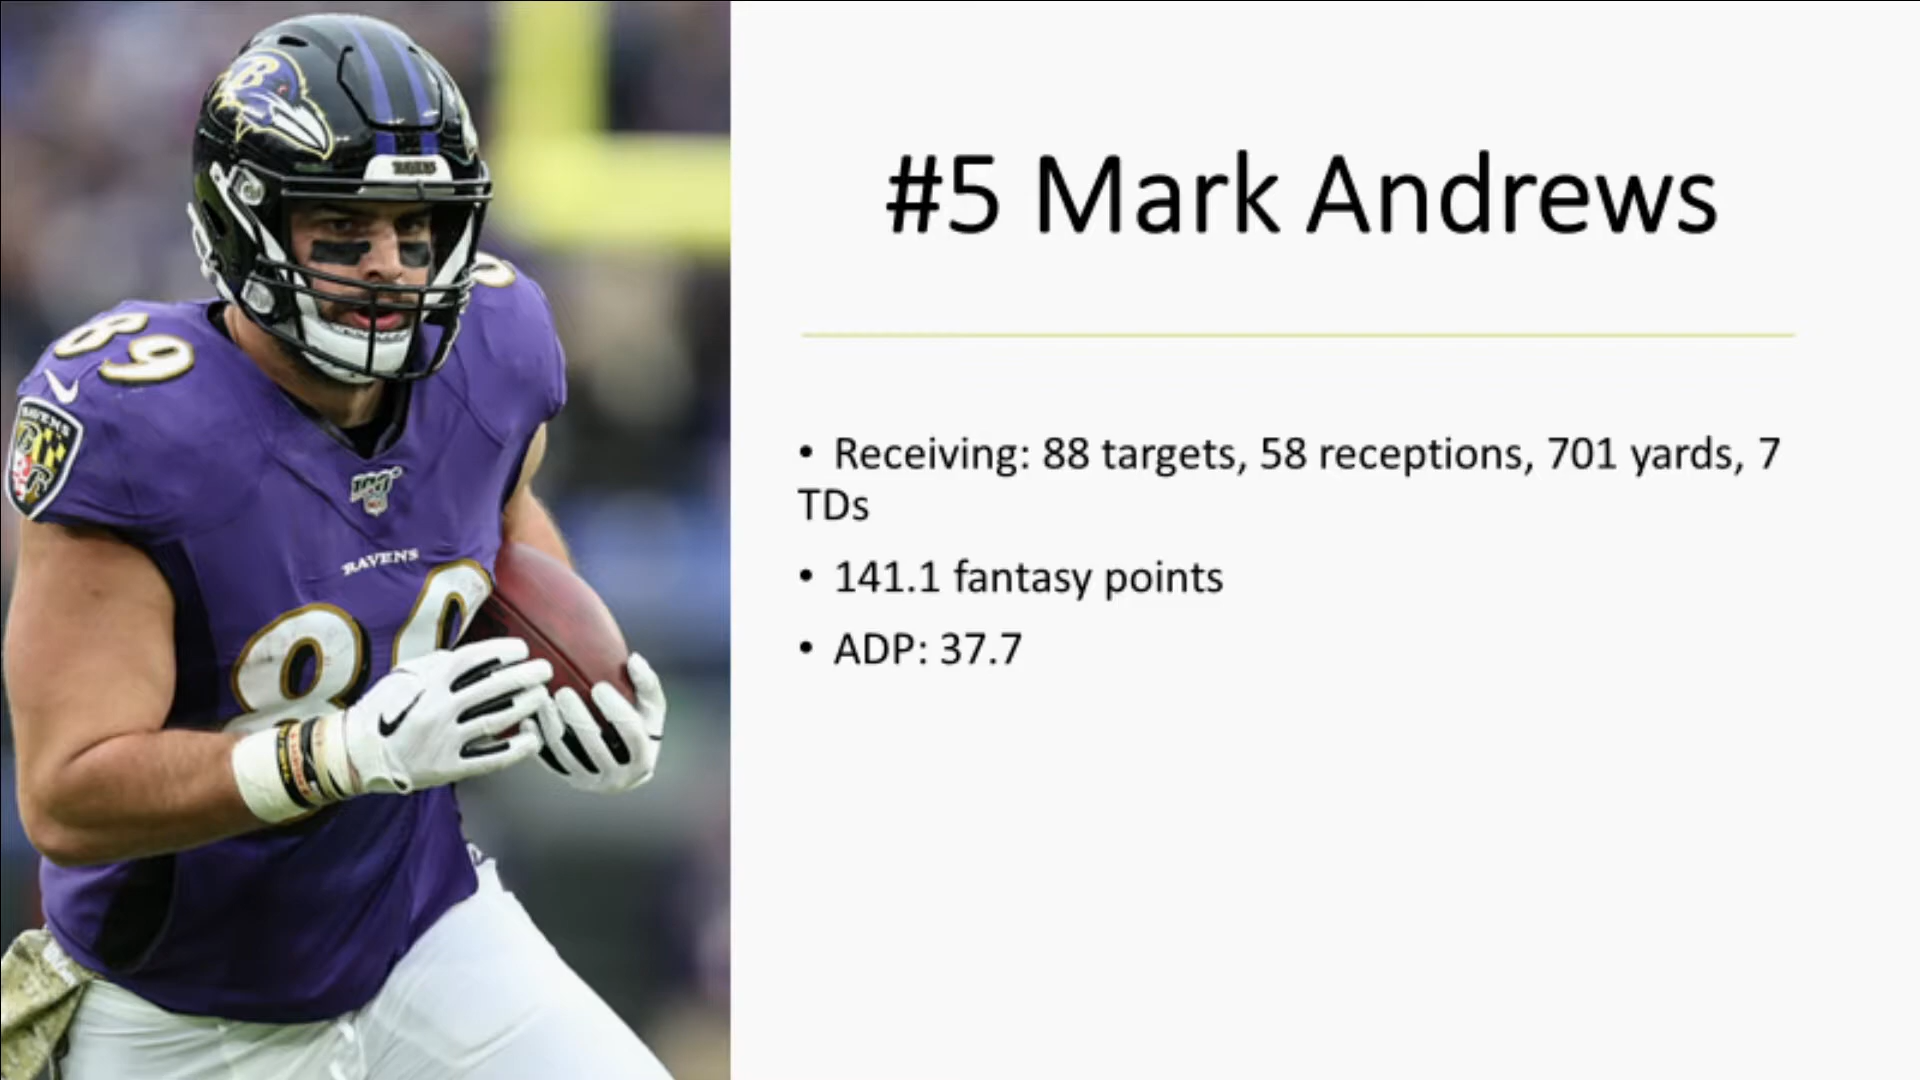 #5 Mark Andrews
• Receiving: 88 targets, 58 receptions, 701 yards, 7
TDs
• 141.1 fantasy points
• ADP: 37.7
89
RAVENS
100
RAVENS
89
B